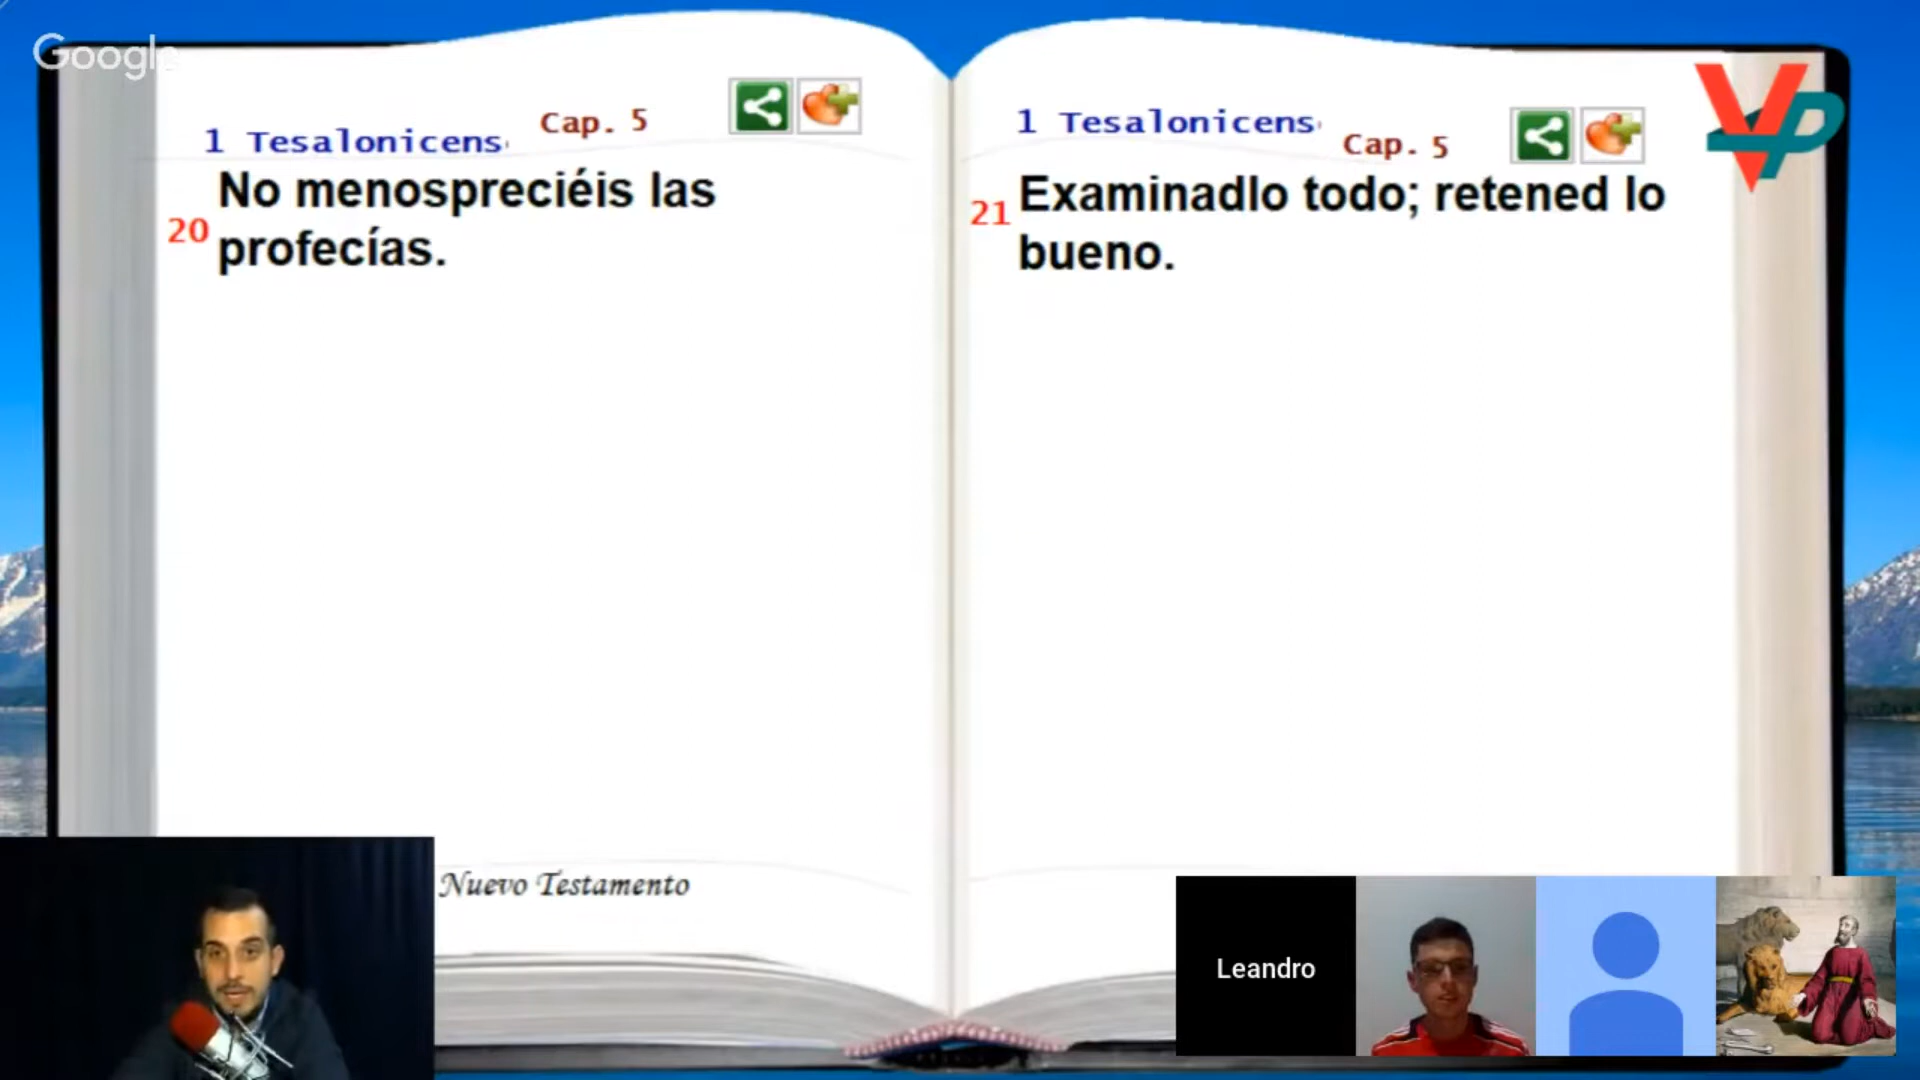 Google
1 Tesalonicens
Cap. 5
20
No menospreciéis las
profecías.
1 Tesalonicens
Cap. 5
21
Examinadlo todo; retened lo
bueno.
VP
Nuevo Testamento
Leandro